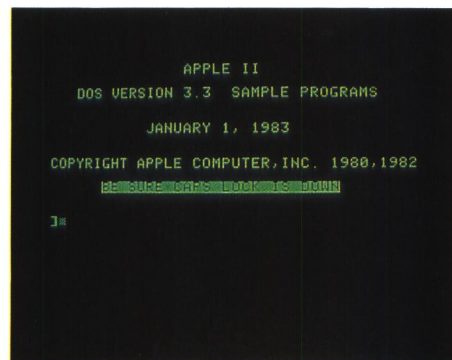 APPLE II
DOS VERSION 3.3 SAMPLE PROGRAMS
JANUARY 1, 1983
COPYRIGHT APPLE COMPUTER,INC. 1980,1982
BE SURE CAPS LOCK IS DOWN
]